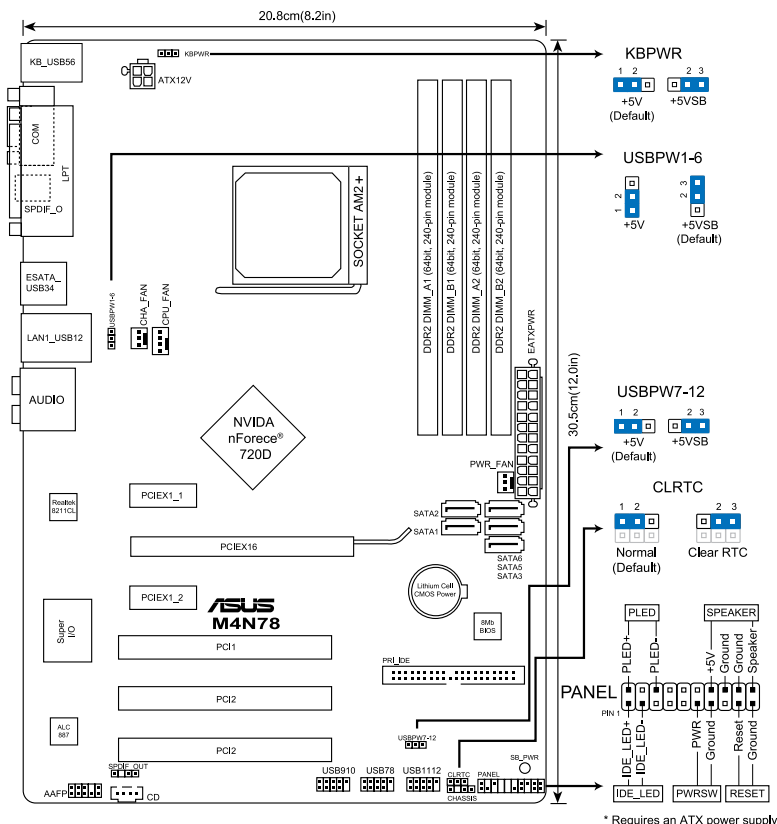 20.8cm(8.2in)
KB_USB56
KBPWR
ATX12V
COM
LPT
SPDIF_O
ESATA_
USB34
LAN1_USB12
AUDIO
USBPW1-6
CHA_FAN
CPU_FAN
SOCKET AM2+
DDR2 DIMM_A1 (64bit, 240-pin module)
DDR2 DIMM_B1 (64bit, 240-pin module)
DDR2 DIMM_A2 (64bit, 240-pin module)
DDR2 DIMM_B2 (64bit, 240-pin module)
EATXPWR
30.5cm(12.0in)
NVIDA
nForece®
720D
PWR_FAN
Realtek
8211CL
PCIEX1_1
SATA2
SATA1
SATA6
SATA5
SATA3
PCIEX16
PCIEX1_2
Lithium Cell
CMOS Power
Super
I/O
ASUS
M4N78
8Mb
BIOS
PCI1
PRI_IDE
PCI2
ALC
887
PCI2
USBPW7-12
SPDIF_OUT
SB_PWR
AAFP
CD
USB910
USB78
USB1112
CLRTC
CHASSIS
PANEL
KBPWR
1 2
2 3
+5V
(Default)
+5VSB
USBPW1-6
2
1
3
2
+5V
+5VSB
(Default)
USBPW7-12
1 2
2 3
+5V
(Default)
+5VSB
CLRTC
1 2
2 3
Normal
(Default)
Clear RTC
PLED
SPEAKER
PLED+
PLED-
+5V
Ground
Ground
Speaker
PANEL
PIN 1
IDE_LED+
IDE_LED-
PWR
Ground
Reset
Ground
IDE_LED
PWRSW
RESET
* Requires an ATX power supply